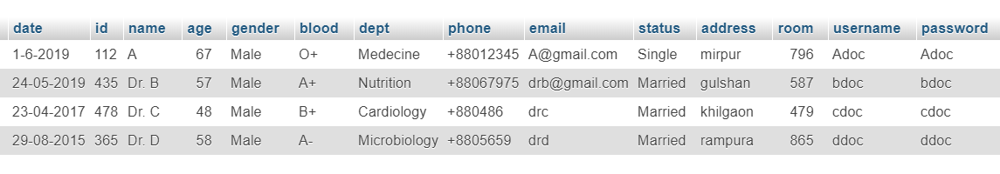 date id name age gender blood dept phone email status address room username password
1-6-2019 112 A 67 Male O+ Medecine +88012345 A@gmail.com Single mirpur 796 Adoc Adoc
24-05-2019 435 Dr. B 57 Male A+ Nutrition +88067975 drb@gmail.com Married gulshan 587 bdoc bdoc
23-04-2017 478 Dr. C 48 Male B+ Cardiology +880486 drc Married khilgaon 479 cdoc cdoc
29-08-2015 365 Dr. D 58 Male A- Microbiology +8805659 drd Married rampura 865 ddoc ddoc